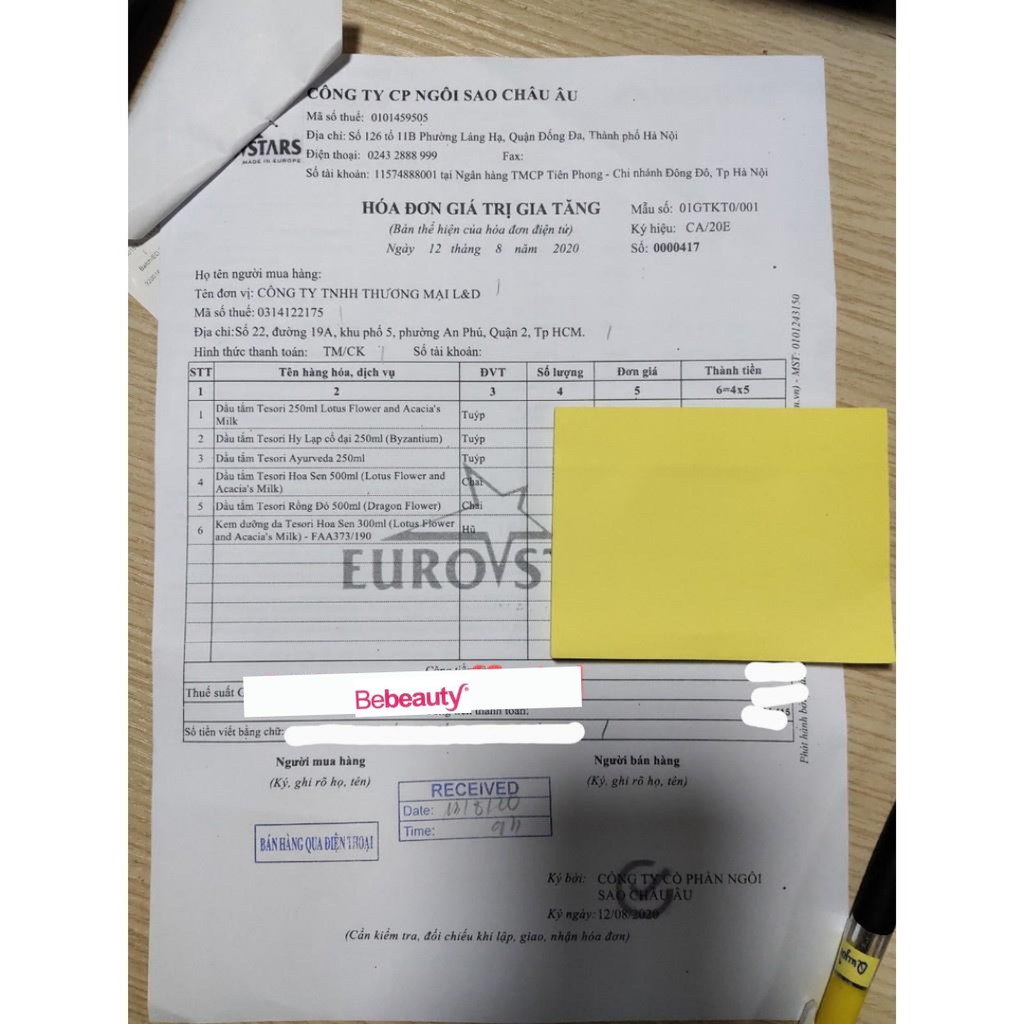 CÔNG TY CP NGÔI SAO CHÂU ÂU
Mã số thuế: 0101459505
Địa chỉ: Số 126 tổ 11B Phường Láng Hạ, Quận Đống Đa, Thành phố Hà Nội
STARS
MADE IN EUROPE
Điện thoại: 0243 2888 999 Fax:
Số tài khoản: 11574888001 tại Ngân hàng TMCP Tiên Phong - Chi nhánh Đông Đô, Tp Hà Nội
HÓA ĐƠN GIÁ TRỊ GIA TĂNG
(Bản thể hiện của hóa đơn điện tử)
Ngày 12 tháng 8 năm 2020
Mẫu số: 01GTKT0/001
Ký hiệu: CA/20E
Số: 0000417
Họ tên người mua hàng:
Tên đơn vị: CÔNG TY TNHH THƯƠNG MẠI L&D
Mã số thuế: 0314122175
Địa chỉ:Số 22, đường 19A, khu phố 5, phường An Phú, Quận 2, Tp HCM.
Hình thức thanh toán: TM/CK Số tài khoản:
STT Tên hàng hóa, dịch vụ ĐVT Số lượng Đơn giá Thành tiền
1 2 3 4 5 6=4x5
1 Dầu tắm Tesori 250ml Lotus Flower and Acacia's Milk Tuýp
2 Dầu tắm Tesori Hy Lạp cổ đại 250ml (Byzantium) Tuýp
3 Dầu tắm Tesori Ayurveda 250ml Tuýp
4 Dầu tắm Tesori Hoa Sen 500ml (Lotus Flower and Acacia's Milk) Chai
5 Dầu tắm Tesori Rồng Đỏ 500ml (Dragon Flower) Chai
6 Kem dưỡng da Tesori Hoa Sen 300ml (Lotus Flower and Acacia's Milk) - FAA373/190 Hũ
EUROST
Thuế suất
Bebeauty
thanh toán:
Số tiền viết bằng chữ:
Người mua hàng Người bán hàng
(Ký, ghi rõ họ, tên) (Ký, ghi rõ họ, tên)
RECEIVED
Date: 12/8/20
Time: 9h
BÁN HÀNG QUA ĐIỆN THOẠI
Ký bởi: CÔNG TY CỔ PHẦN NGÔI
SAO CHÂU ÂU
Ký ngày: 12/08/2020
(Cần kiểm tra, đối chiếu khi lập, giao, nhận hóa đơn)
- MST: 0101243150
Phát hành